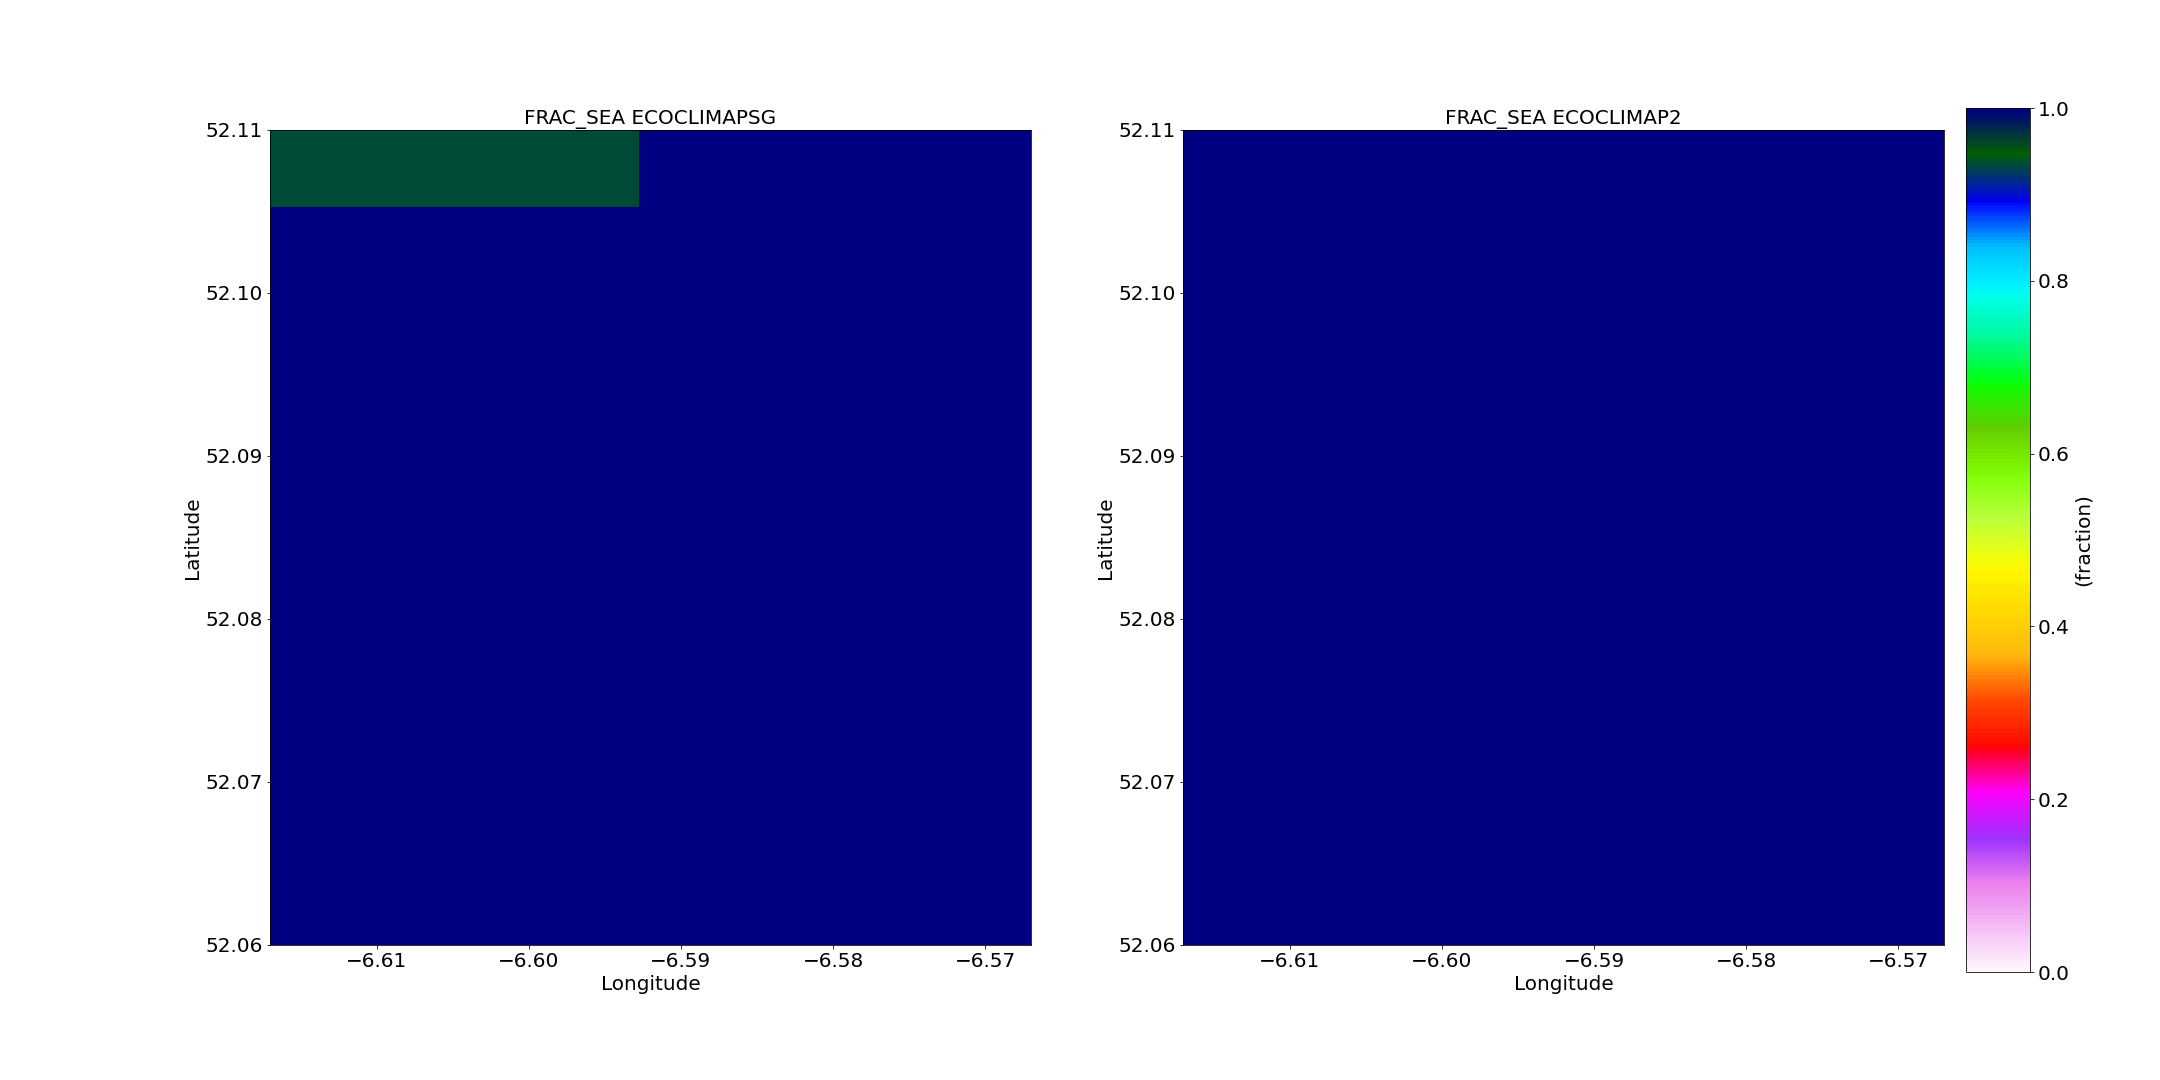 FRAC_SEA ECOCLIMAPSG
52.11
52.10
52.09
52.08
52.07
52.06
Latitude
−6.61 −6.60 −6.59 −6.58 −6.57
Longitude
FRAC_SEA ECOCLIMAP2
52.11
52.10
52.09
52.08
52.07
52.06
Latitude
−6.61 −6.60 −6.59 −6.58 −6.57
Longitude
1.0
0.8
0.6
0.4
0.2
0.0
(fraction)